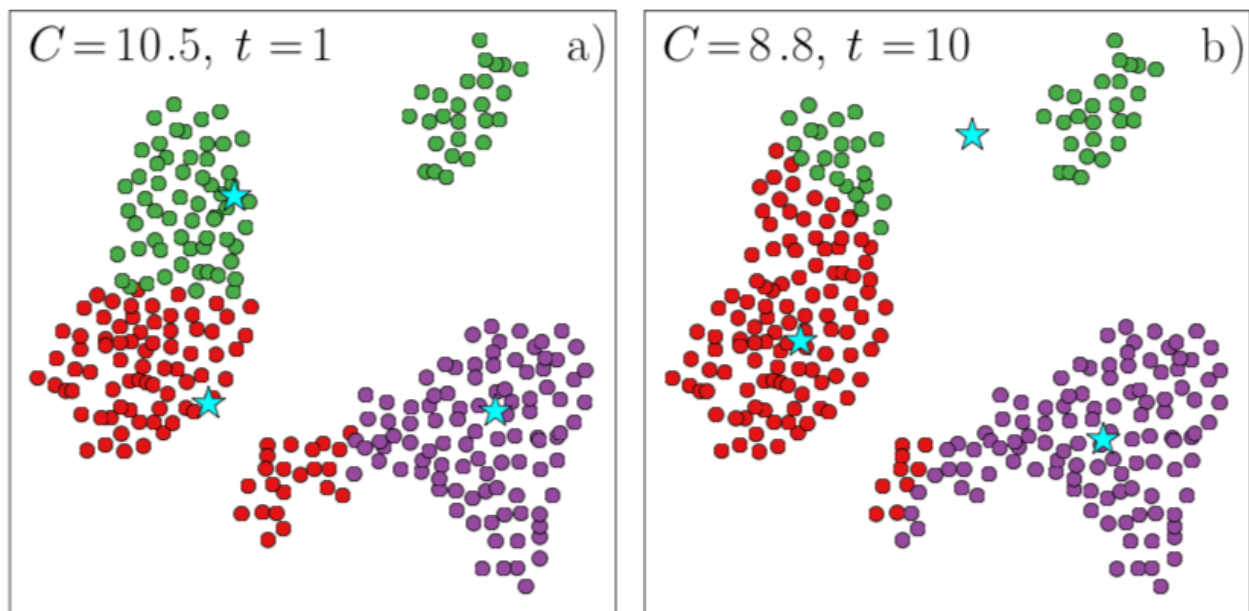 C = 10.5, t = 1 a)
C = 8.8, t = 10 b)